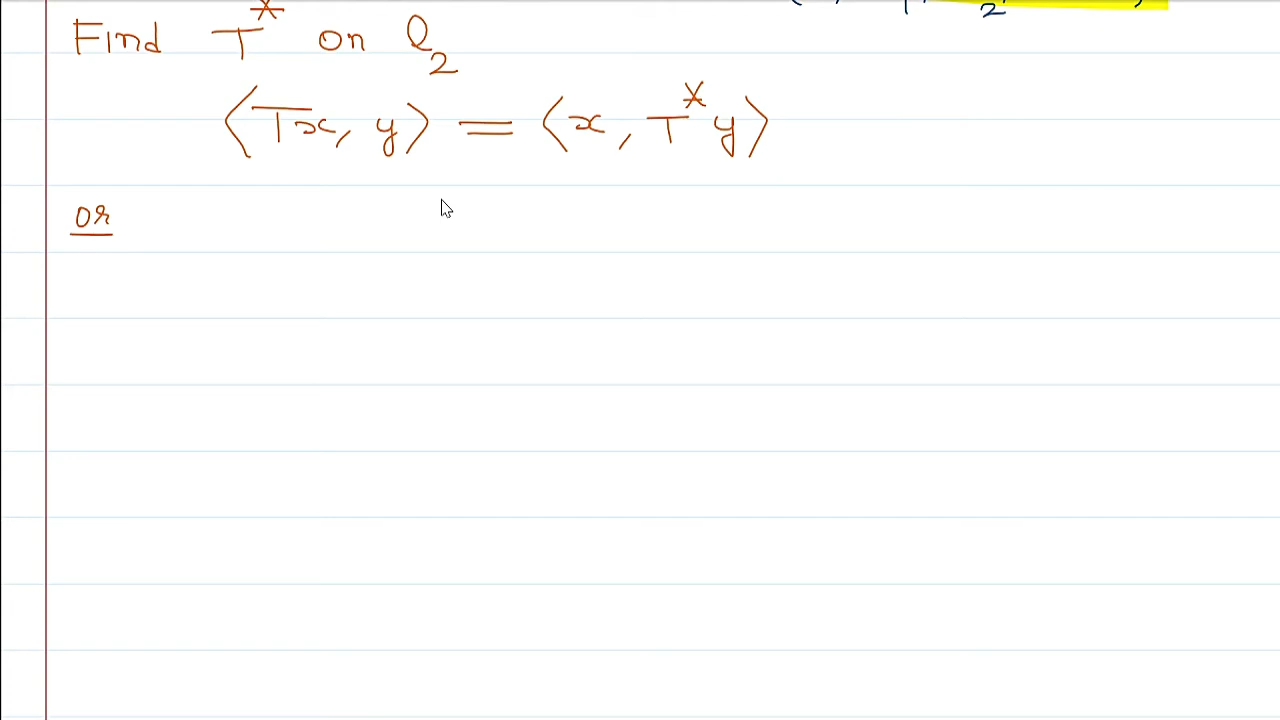 Find T* on ℓ₂
⟨Tx, y⟩ = ⟨x, T*y⟩
or